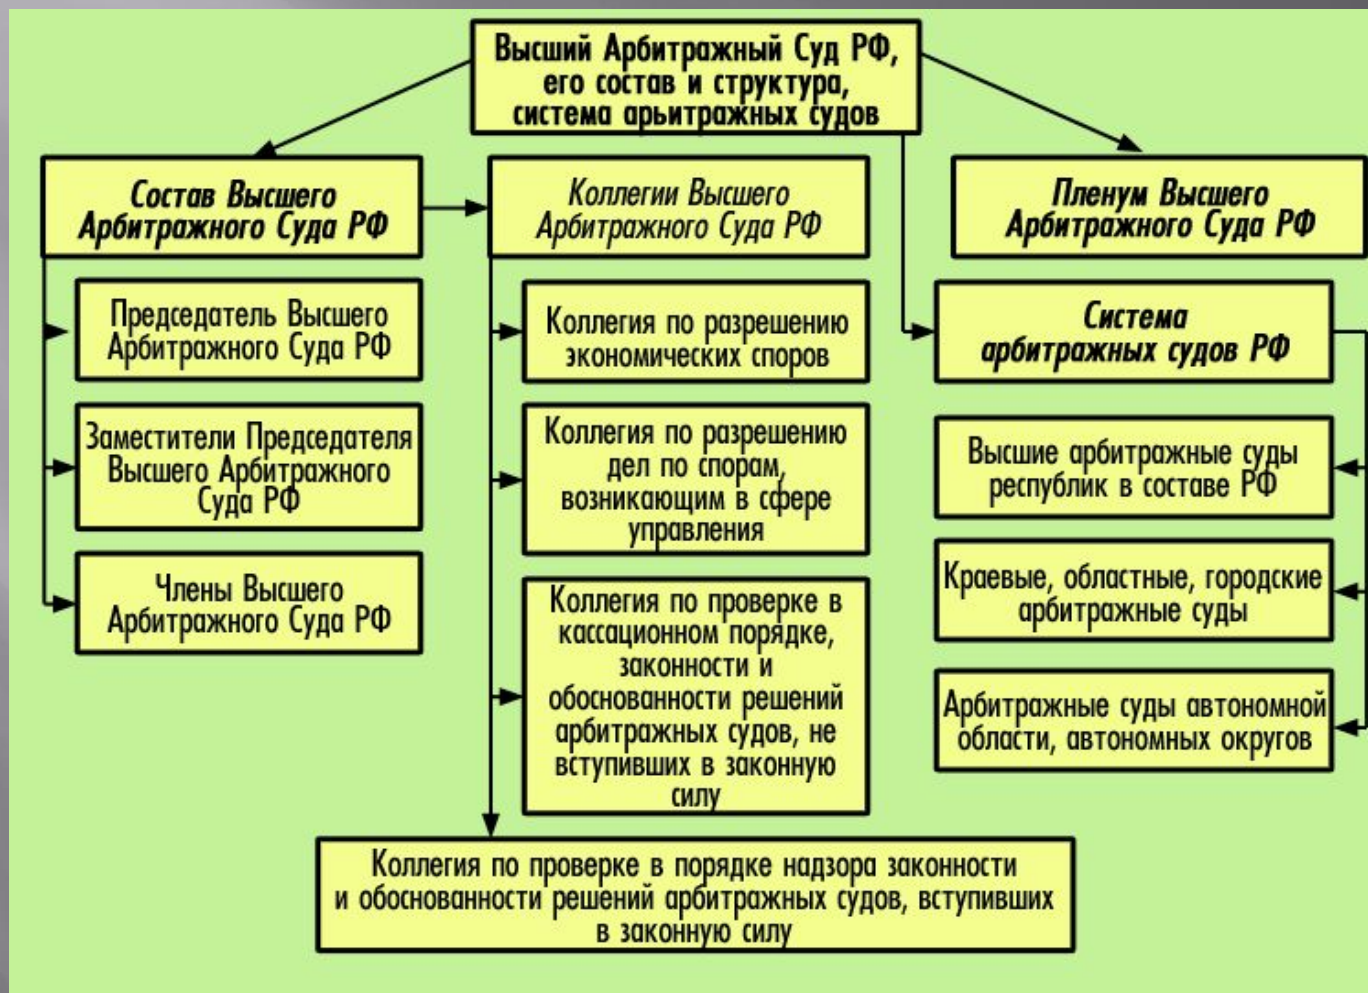 Высший Арбитражный Суд РФ,
его состав и структура,
система арьитражных судов
Состав Высшего
Арбитражного Суда РФ
Коллегии Высшего
Арбитражного Суда РФ
Пленум Высшего
Арбитражного Суда РФ
Председатель Высшего
Арбитражного Суда РФ
Заместители Председателя
Высшего Арбитражного
Суда РФ
Члены Высшего
Арбитражного Суда РФ
Коллегия по разрешению
экономических споров
Коллегия по разрешению
дел по спорам,
возникающим в сфере
управления
Коллегия по проверке в
кассационном порядке,
законности и
обоснованности решений
арбитражных судов, не
вступивших в законную
силу
Коллегия по проверке в порядке надзора законности
и обоснованности решений арбитражных судов, вступивших
в законную силу
Система
арбитражных судов РФ
Высшие арбитражные суды
республик в составе РФ
Краевые, областные, городские
арбитражные суды
Арбитражные суды автономной
области, автономных округов